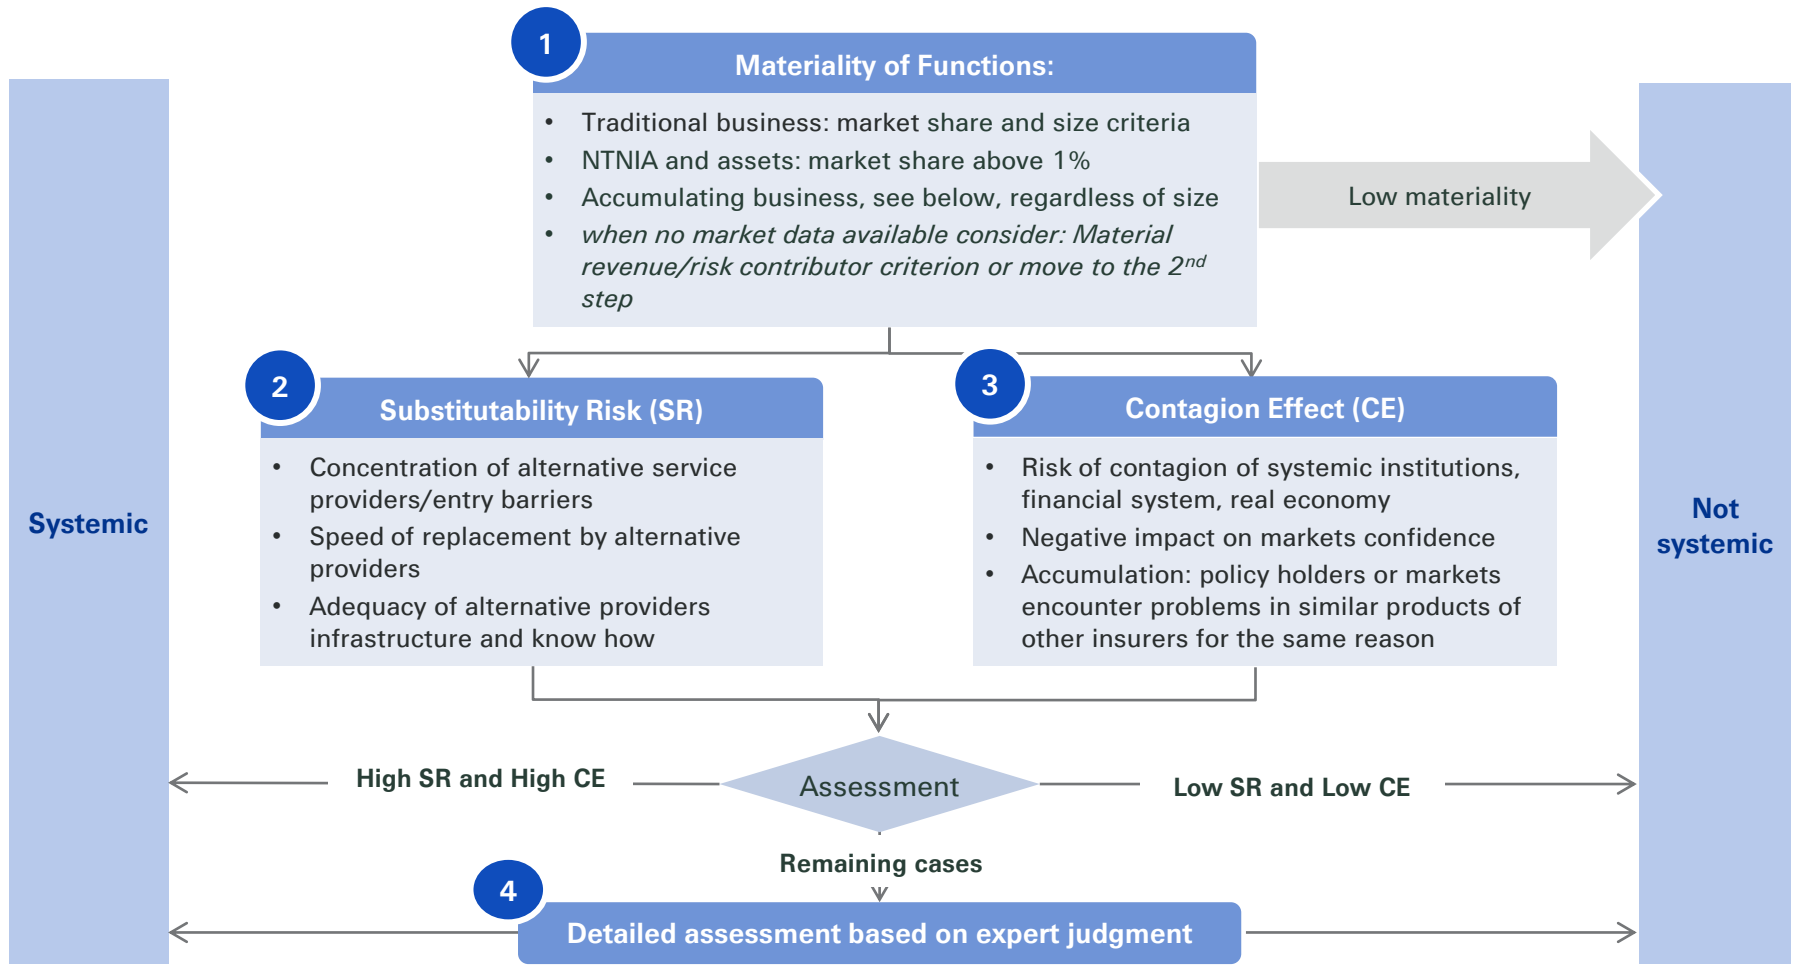 1
Materiality of Functions:
• Traditional business: market share and size criteria
• NTNIA and assets: market share above 1%
• Accumulating business, see below, regardless of size
• when no market data available consider: Material
revenue/risk contributor criterion or move to the 2nd
step
Low materiality
2
Substitutability Risk (SR)
• Concentration of alternative service
providers/entry barriers
• Speed of replacement by alternative
providers
• Adequacy of alternative providers
infrastructure and know how
3
Contagion Effect (CE)
• Risk of contagion of systemic institutions,
financial system, real economy
• Negative impact on markets confidence
• Accumulation: policy holders or markets
encounter problems in similar products of
other insurers for the same reason
Systemic
Not
systemic
High SR and High CE
Assessment
Low SR and Low CE
Remaining cases
4
Detailed assessment based on expert judgment